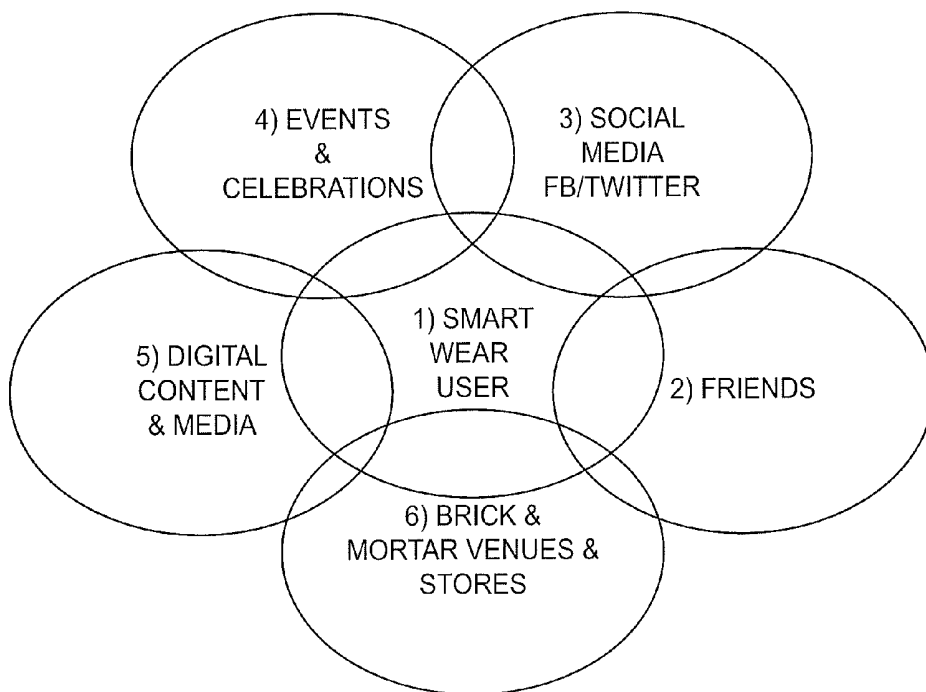 4) EVENTS
&
CELEBRATIONS
3) SOCIAL
MEDIA
FB/TWITTER
1) SMART
WEAR
USER
5) DIGITAL
CONTENT
& MEDIA
2) FRIENDS
6) BRICK &
MORTAR VENUES &
STORES